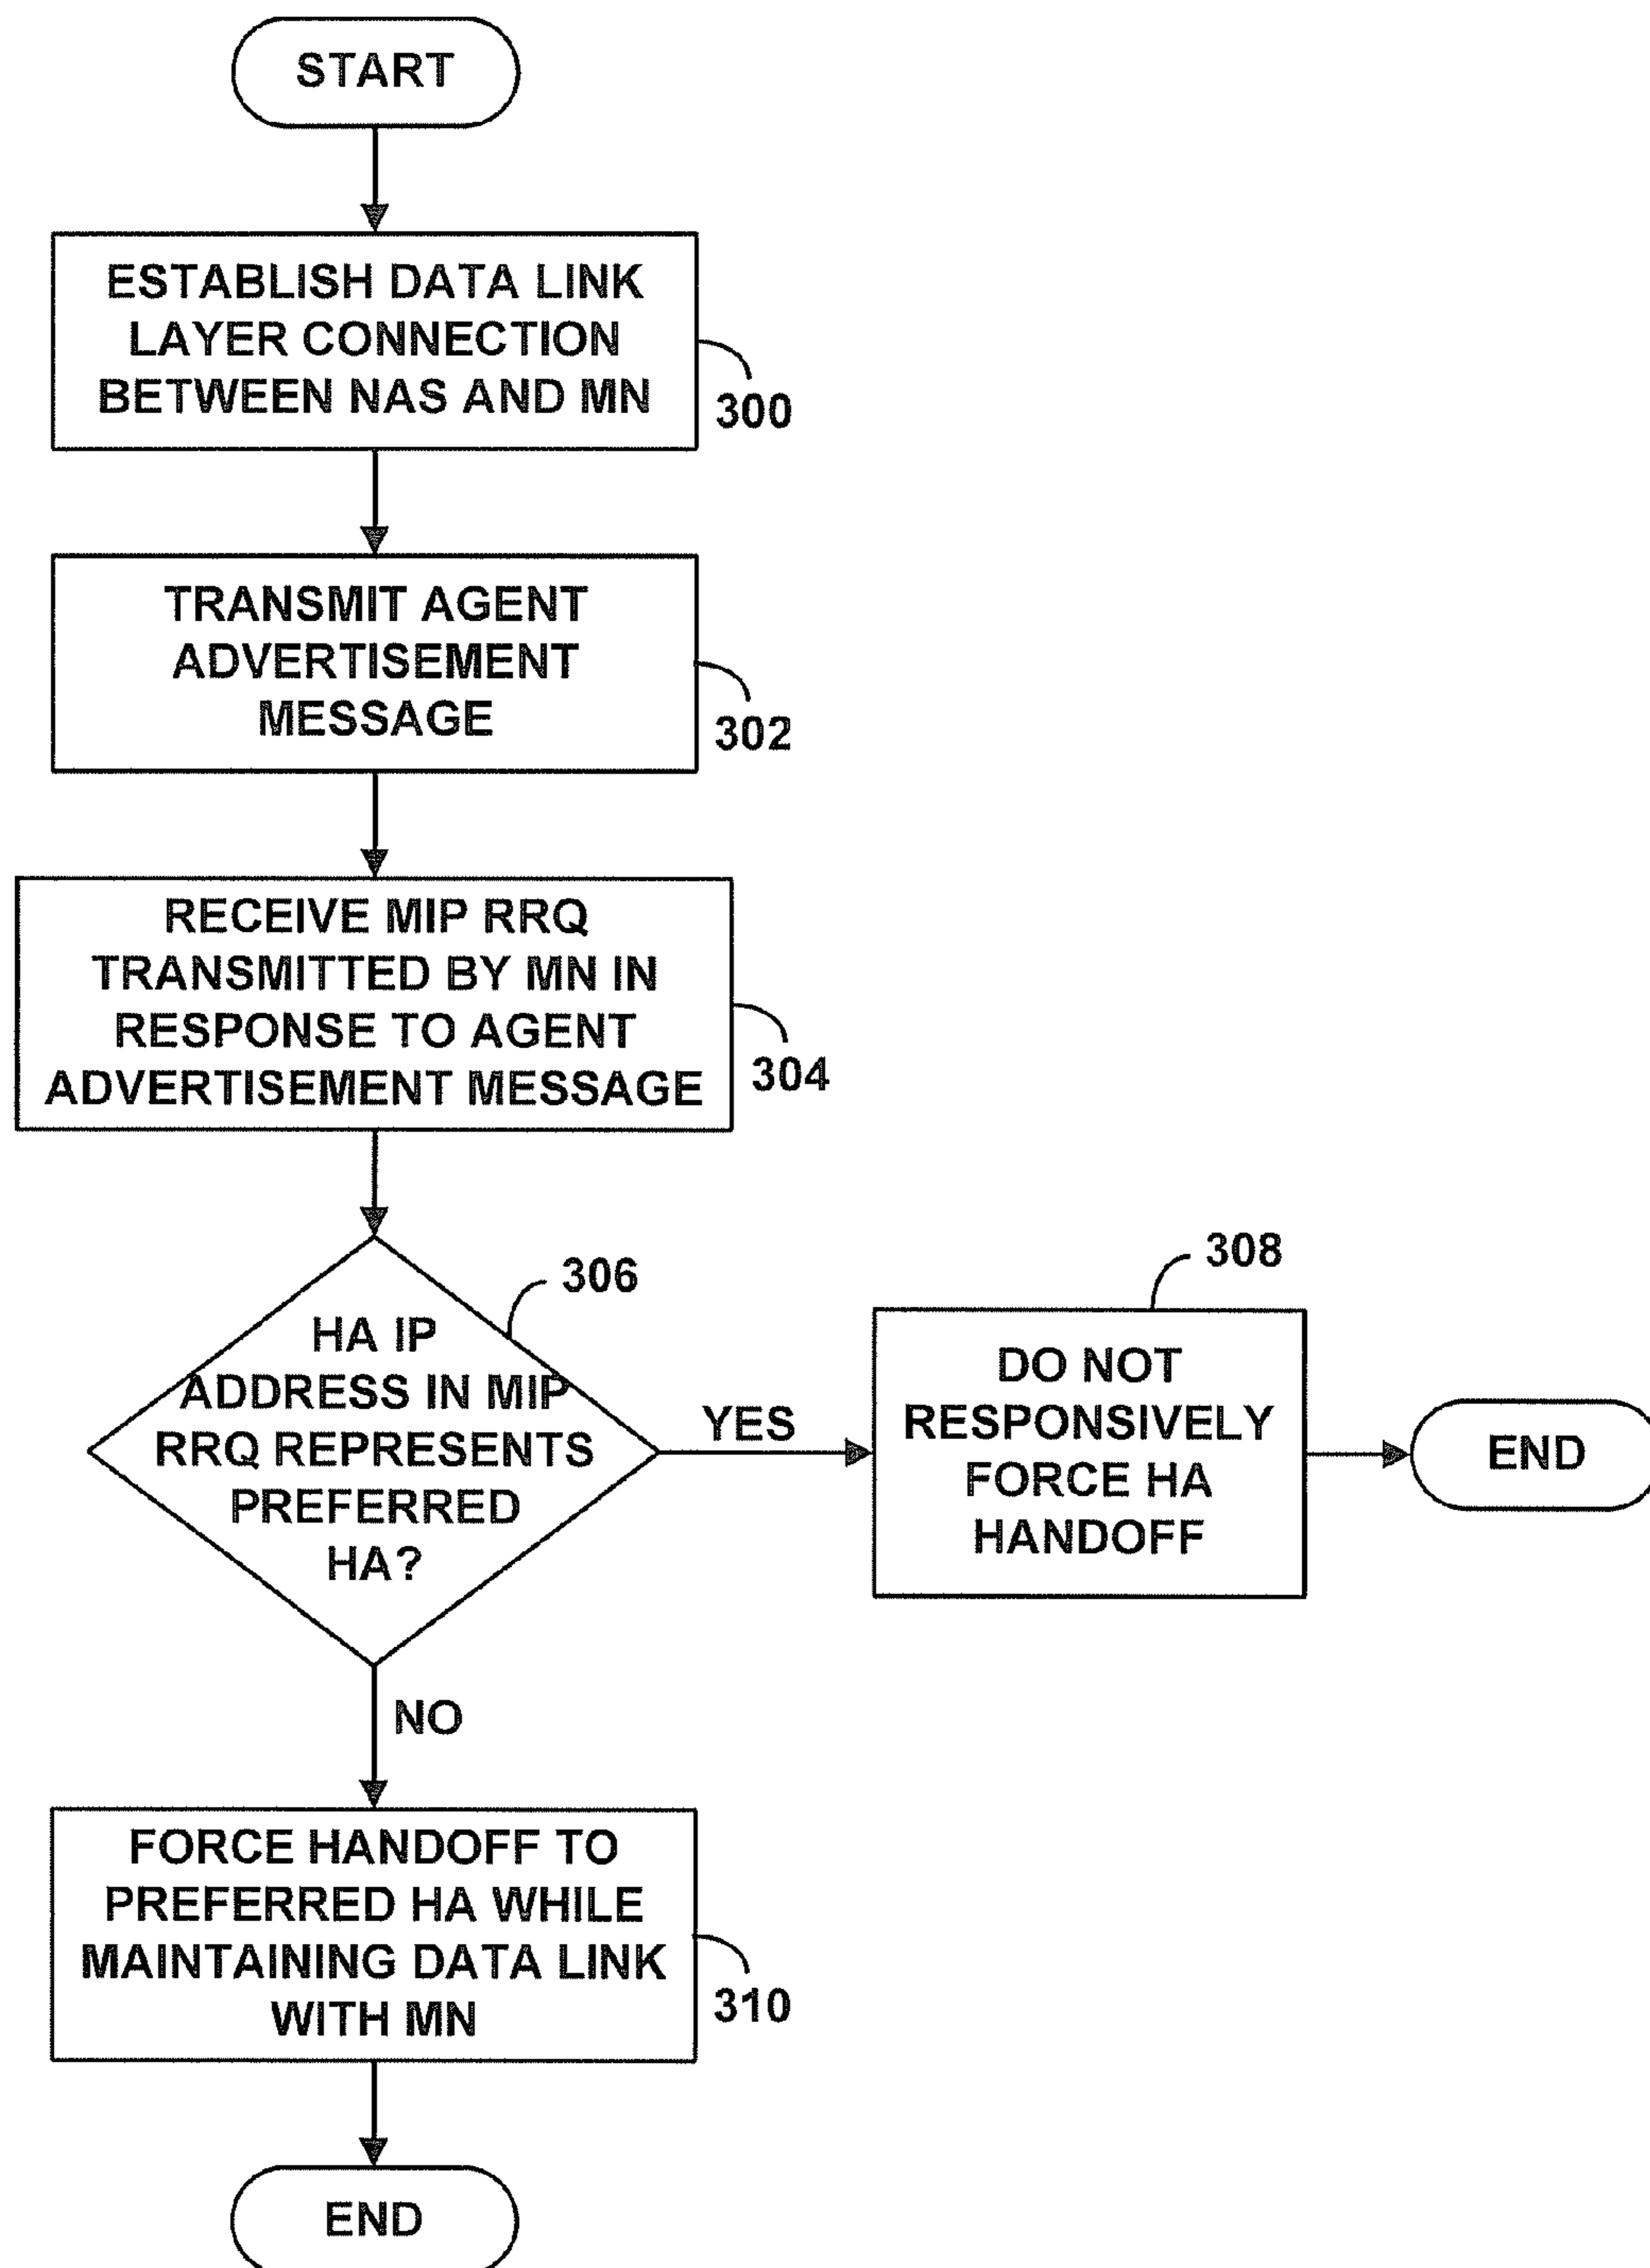 START
ESTABLISH DATA LINK
LAYER CONNECTION
BETWEEN NAS AND MN
300
TRANSMIT AGENT
ADVERTISEMENT
MESSAGE
302
RECEIVE MIP RRQ
TRANSMITTED BY MN IN
RESPONSE TO AGENT
ADVERTISEMENT MESSAGE
304
306
HA IP
ADDRESS IN MIP
RRQ REPRESENTS
PREFERRED
HA?
YES
308
DO NOT
RESPONSIVELY
FORCE HA
HANDOFF
END
NO
FORCE HANDOFF TO
PREFERRED HA WHILE
MAINTAINING DATA LINK
WITH MN
310
END